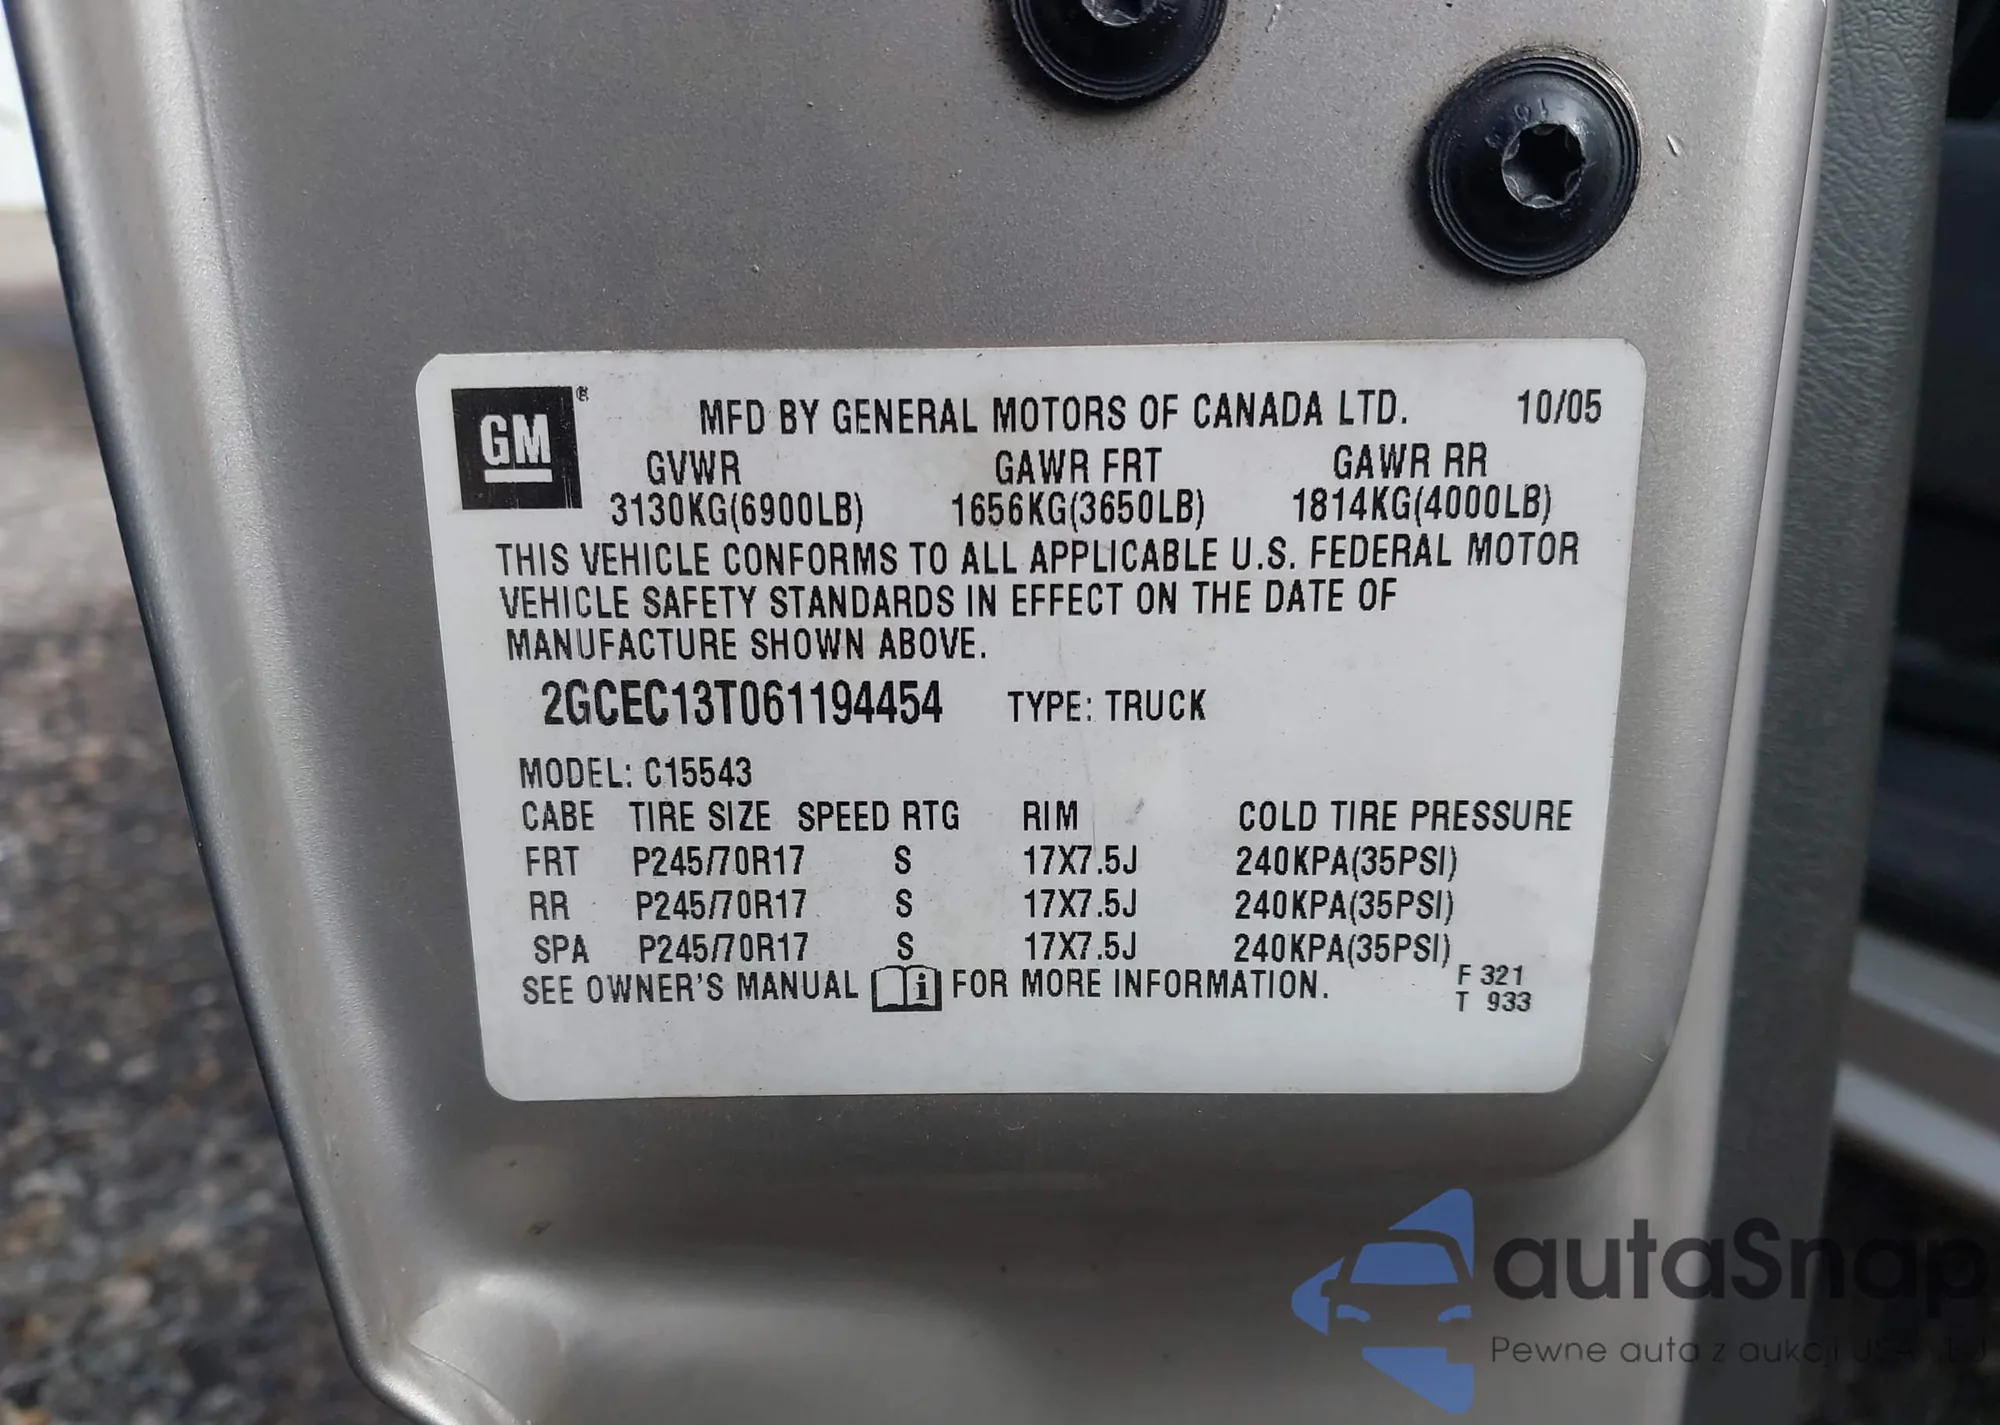 GM ®
MFD BY GENERAL MOTORS OF CANADA LTD. 10/05
GVWR GAWR FRT GAWR RR
3130KG(6900LB) 1656KG(3650LB) 1814KG(4000LB)
THIS VEHICLE CONFORMS TO ALL APPLICABLE U.S. FEDERAL MOTOR
VEHICLE SAFETY STANDARDS IN EFFECT ON THE DATE OF
MANUFACTURE SHOWN ABOVE.
2GCEC13T061194454 TYPE: TRUCK
MODEL: C15543
CABE TIRE SIZE SPEED RTG RIM COLD TIRE PRESSURE
FRT P245/70R17 S 17X7.5J 240KPA(35PSI)
RR P245/70R17 S 17X7.5J 240KPA(35PSI)
SPA P245/70R17 S 17X7.5J 240KPA(35PSI)
SEE OWNER'S MANUAL i FOR MORE INFORMATION.
F 321
T 933
autaSnap
Pewne auta z aukcji USA